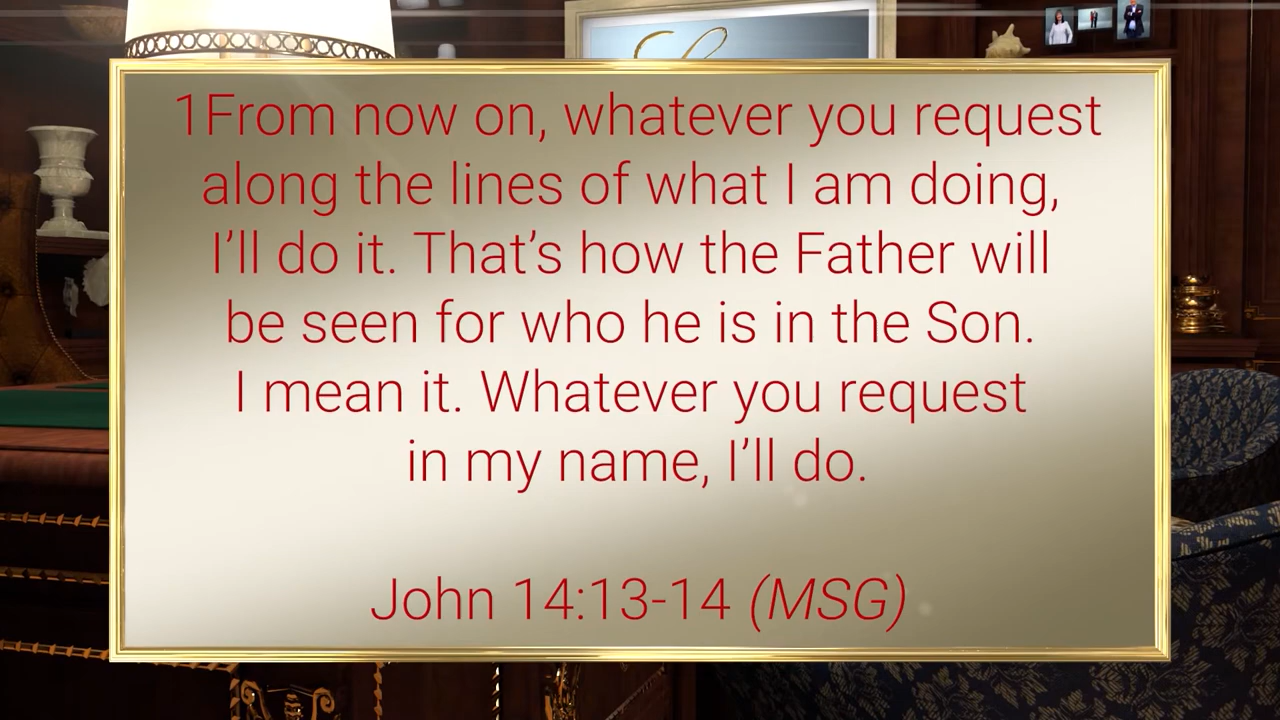 1From now on, whatever you request
along the lines of what I am doing,
I’ll do it. That’s how the Father will
be seen for who he is in the Son.
I mean it. Whatever you request
in my name, I’ll do.
John 14:13-14 (MSG)